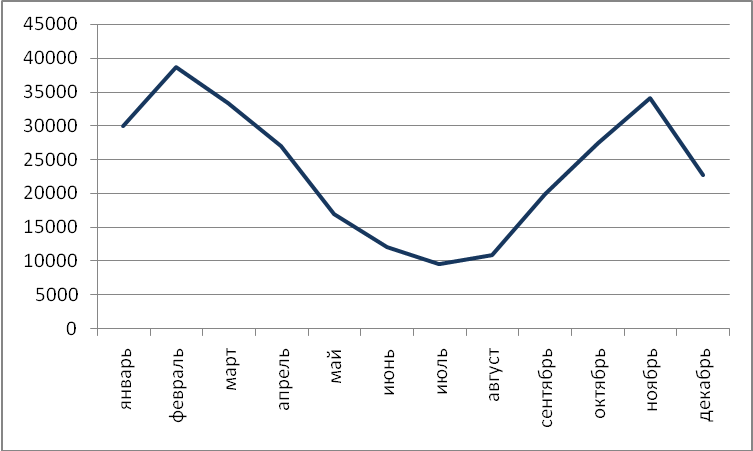 45000
40000
35000
30000
25000
20000
15000
10000
5000
0
январь
февраль
март
апрель
май
июнь
июль
август
сентябрь
октябрь
ноябрь
декабрь